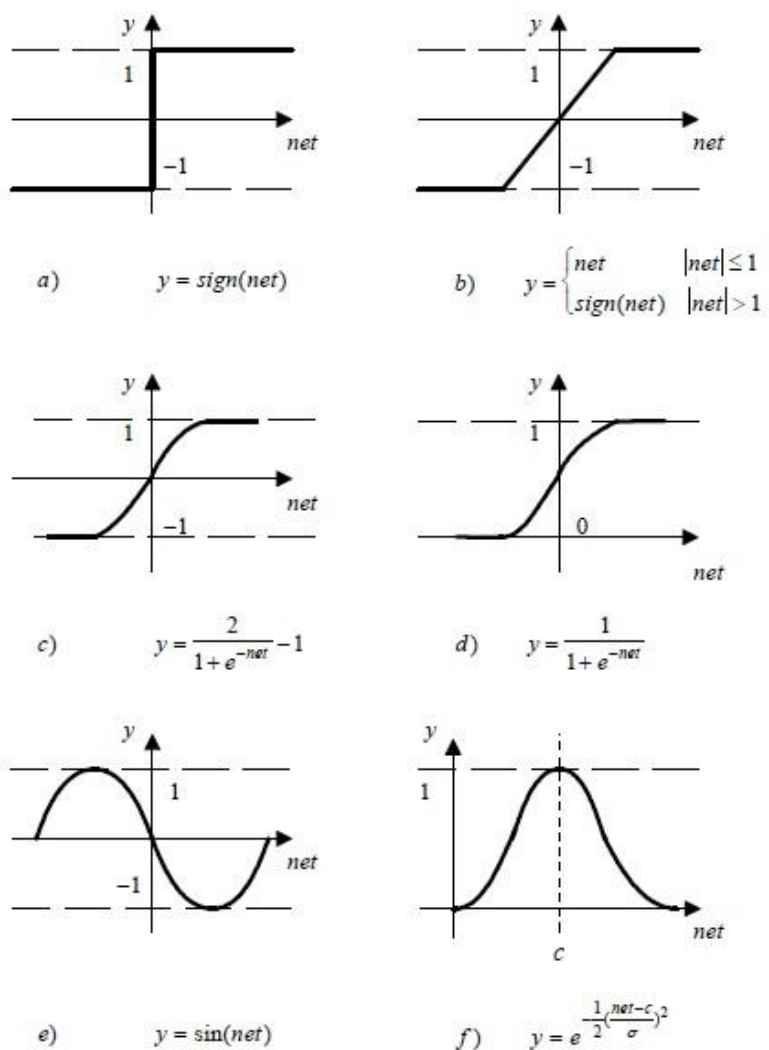 y y
1 1
net net
−1 −1
a) y = sign(net) b) y = { net |net| ≤ 1
sign(net) |net| > 1
y y
1 1
net
−1 0
net
c) y = 2/(1 + e^{−net}) − 1 d) y = 1/(1 + e^{−net})
y y
1 1
net
−1
net
c
e) y = sin(net) f) y = e^{−1/2((net−c)/σ)^2}